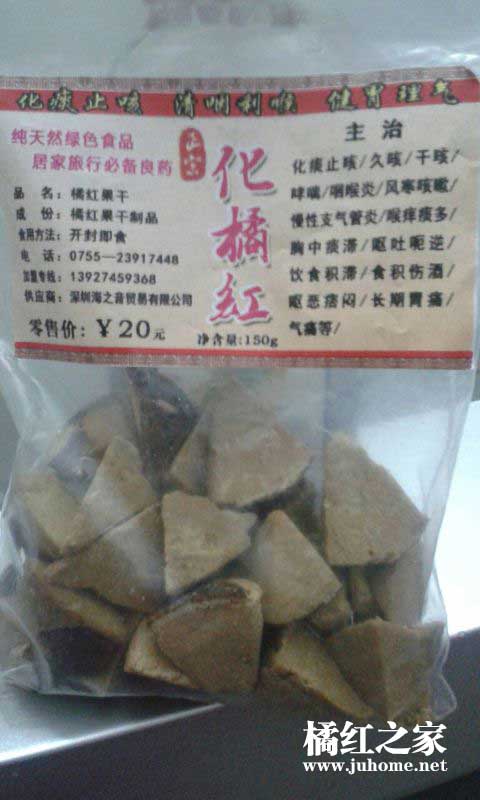 化痰止咳 清咽利喉 健胃理气
纯天然绿色食品
居家旅行必备良药
品名：橘红果干
成份：橘红果干制品
食用方法：开封即食
电话：0755—23917448
加盟专线：13927459368
供应商：深圳海之音贸易有限公司
零售价：￥20元
正宗
化橘红
净含量:150g
主治
化痰止咳/久咳/干咳/
哮喘/咽喉炎/风寒咳嗽/
慢性支气管炎/喉痒痰多/
胸中痰滞/呕吐呃逆/
饮食积滞/食积伤酒/
呕恶痞闷/长期胃痛/
气痛等/
橘红之家
www.juhome.net